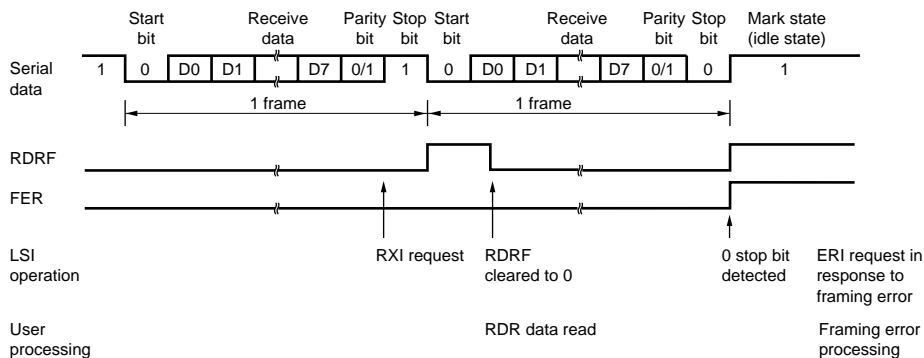 Start bit
Receive data
Parity bit
Stop bit
Start bit
Receive data
Parity bit
Stop bit
Mark state (idle state)
Serial data
1 0 D0 D1 D7 0/1 1 0 D0 D1 D7 0/1 0 1
1 frame 1 frame
RDRF
FER
LSI operation
RXI request
RDRF cleared to 0
0 stop bit detected
ERI request in response to framing error
User processing
RDR data read
Framing error processing